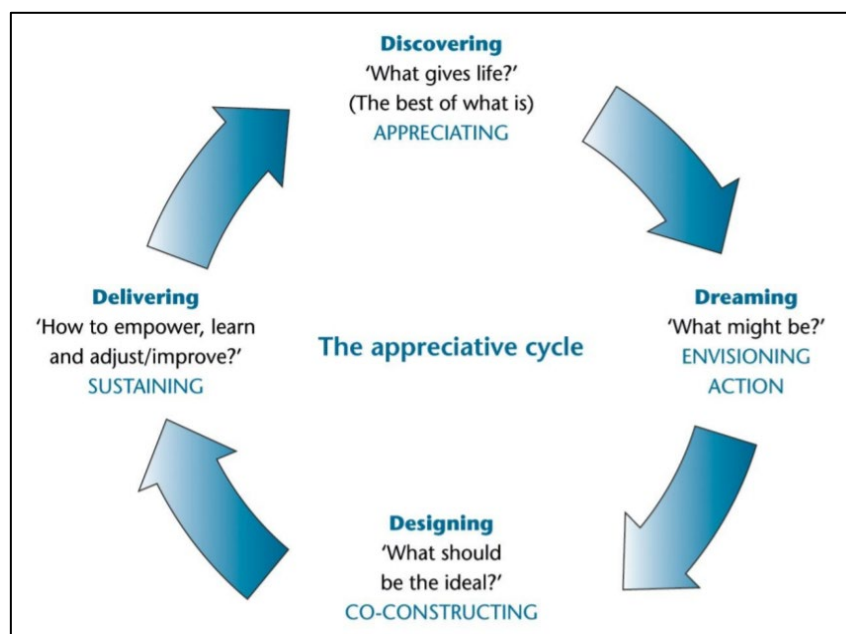 Discovering
‘What gives life?’
(The best of what is)
APPRECIATING
Dreaming
‘What might be?’
ENVISIONING
ACTION
Designing
‘What should
be the ideal?’
CO-CONSTRUCTING
Delivering
‘How to empower, learn
and adjust/improve?’
SUSTAINING
The appreciative cycle